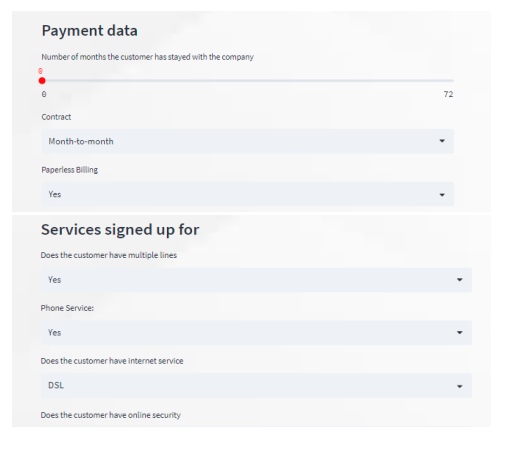 Payment data
Number of months the customer has stayed with the company
0
0 72
Contract
Month-to-month
Paperless Billing
Yes
Services signed up for
Does the customer have multiple lines
Yes
Phone Service:
Yes
Does the customer have internet service
DSL
Does the customer have online security